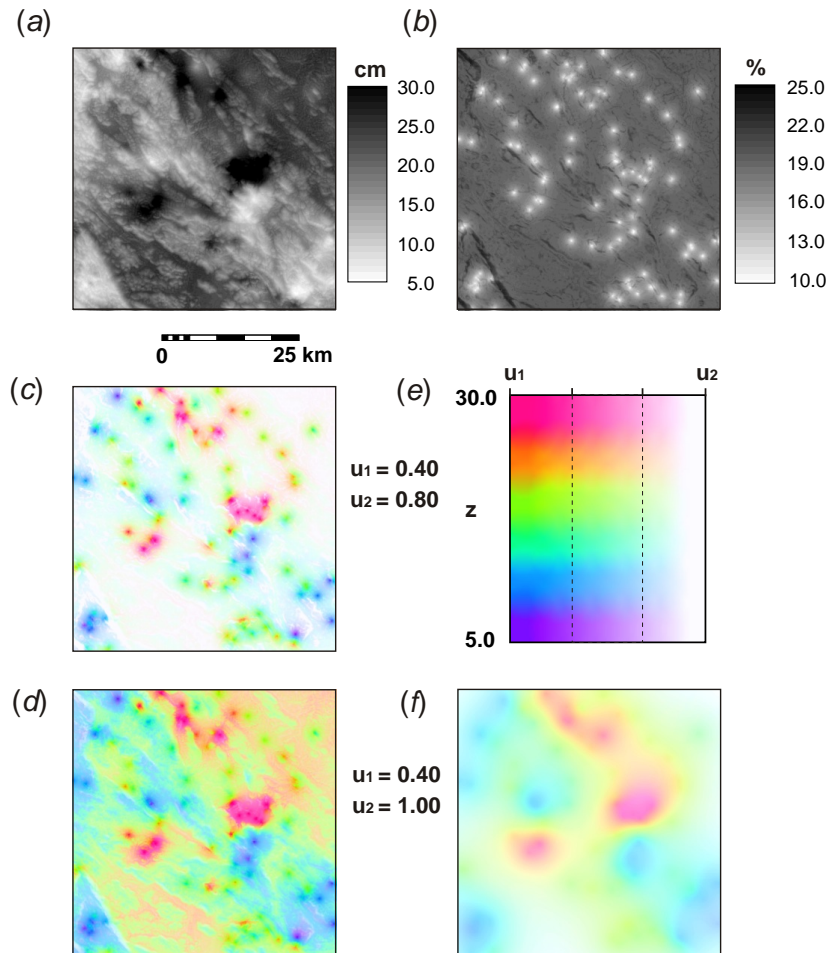 (a)
cm
30.0
25.0
20.0
15.0
10.0
5.0
(b)
%
25.0
22.0
19.0
16.0
13.0
10.0
0 25 km
(c)
u1 = 0.40
u2 = 0.80
(e)
u1 u2
30.0
z
5.0
(d)
u1 = 0.40
u2 = 1.00
(f)